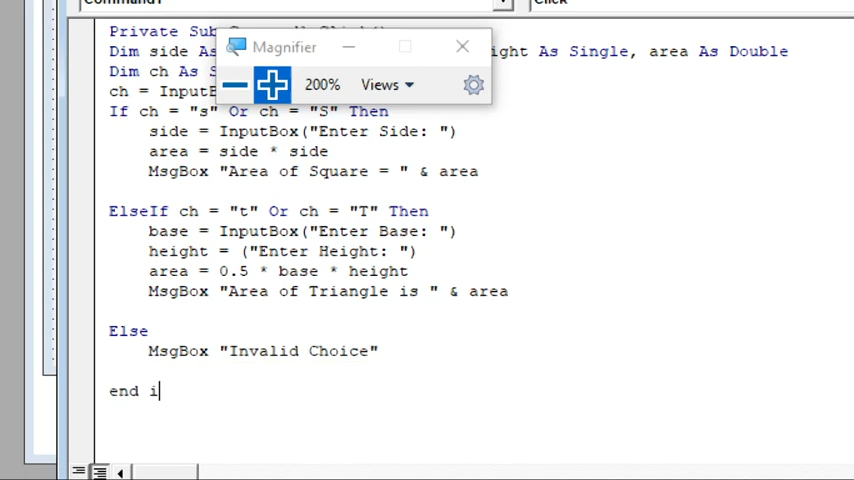 Command1 Click
Private Sub
Dim side As ight As Single, area As Double
Dim ch As S
ch = InputB
If ch = "s" Or ch = "S" Then
side = InputBox("Enter Side: ")
area = side * side
MsgBox "Area of Square = " & area
ElseIf ch = "t" Or ch = "T" Then
base = InputBox("Enter Base: ")
height = ("Enter Height: ")
area = 0.5 * base * height
MsgBox "Area of Triangle is " & area
Else
MsgBox "Invalid Choice"
end i
Magnifier
200% Views